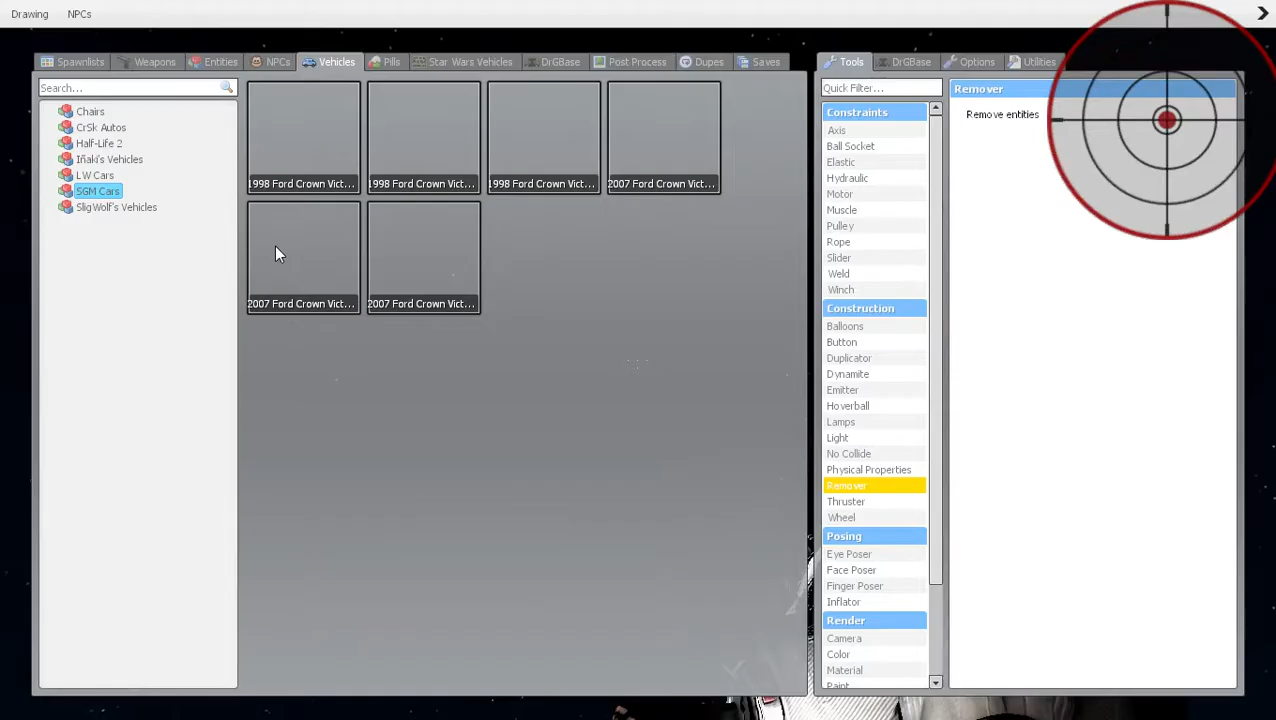 Drawing NPCs
Spawnlists Weapons Entities NPCs Vehicles Pills Star Wars Vehicles DrGBase Post Process Dupes Saves
Tools DrGBase Options Utilities
Search...
Chairs
CrSk Autos
Half-Life 2
Iñaki's Vehicles
LW Cars
SGM Cars
SligWolf's Vehicles
1998 Ford Crown Vict...
1998 Ford Crown Vict...
1998 Ford Crown Vict...
2007 Ford Crown Vict...
2007 Ford Crown Vict...
2007 Ford Crown Vict...
Quick Filter...
Constraints
Axis
Ball Socket
Elastic
Hydraulic
Motor
Muscle
Pulley
Rope
Slider
Weld
Winch
Construction
Balloons
Button
Duplicator
Dynamite
Emitter
Hoverball
Lamps
Light
No Collide
Physical Properties
Remover
Thruster
Wheel
Posing
Eye Poser
Face Poser
Finger Poser
Inflator
Render
Camera
Color
Material
Paint
Remover
Remove entities